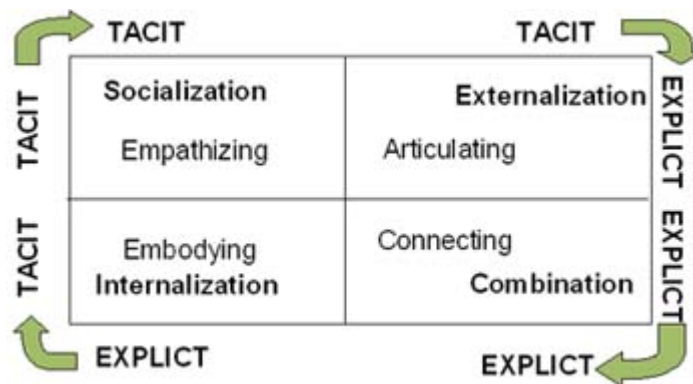 TACIT TACIT
Socialization Externalization
TACIT EXPLICT
Empathizing Articulating
Embodying Connecting
TACIT EXPLICT
Internalization Combination
EXPLICT EXPLICT